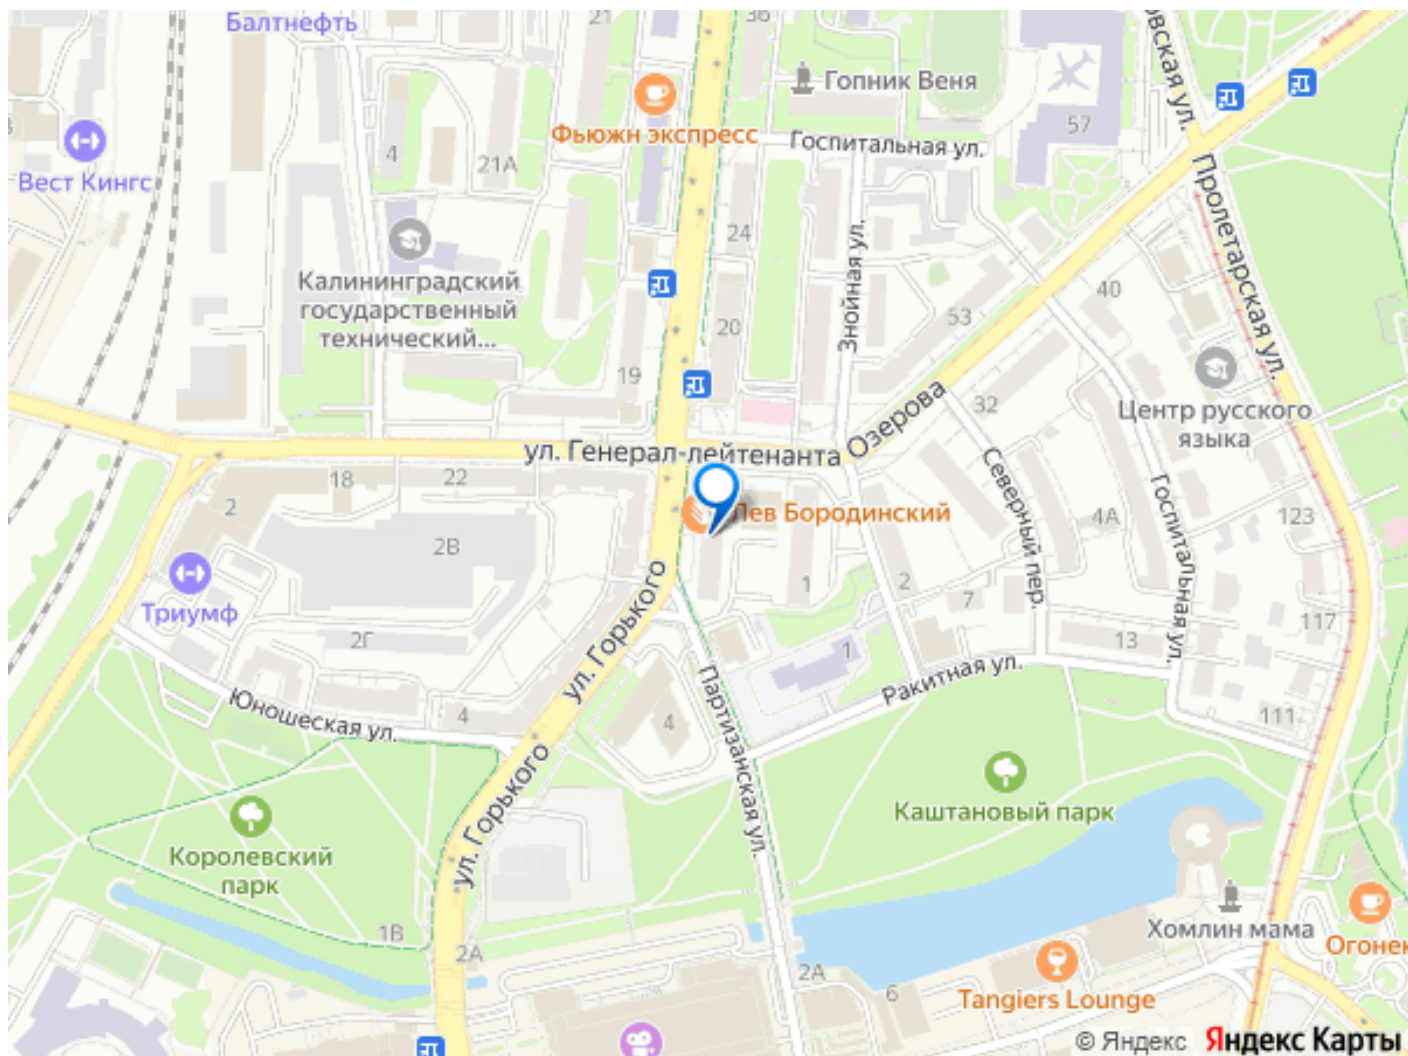 Балтнефть
21
36
Гопник Веня
57
Фьюжн экспресс
Госпитальная ул.
4
21А
Вест Кингс
Пролетарская ул.
24
Знойная ул.
Калининградский
государственный
технический...
40
53
20
19
32
Центр русского
языка
ул. Генерал-лейтенанта
Озерова
22
18
2
2В
Лев Бородинский
Северный пер.
4А
Госпитальная ул.
123
Триумф
1
2
7
117
2Г
13
1
ул. Горького
Партизанская ул.
Ракитная ул.
Юношеская ул.
4
4
111
ул. Горького
Каштановый парк
Королевский
парк
1В
2А
2А
6
Хомлин мама
Огонек
Tangiers Lounge
© Яндекс Яндекс Карты